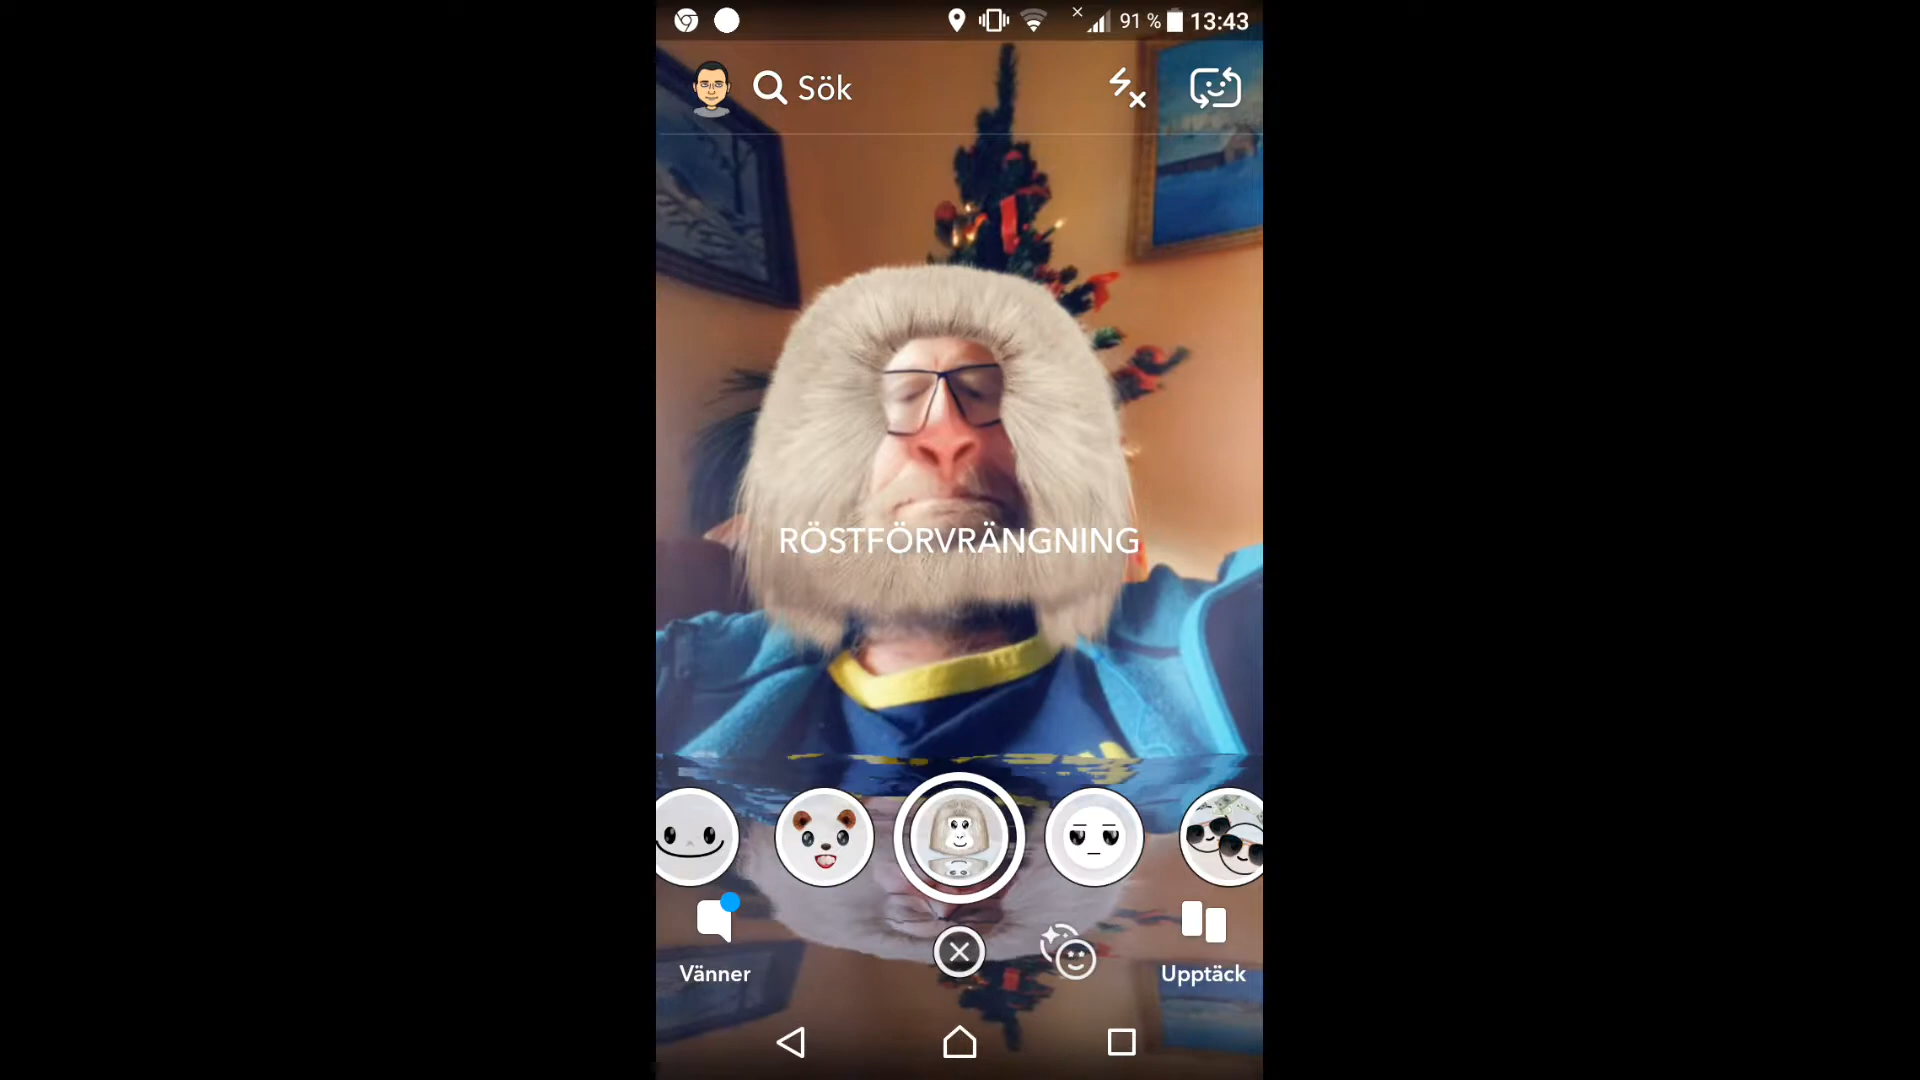 91 % 13:43
Sök
RÖSTFÖRVRÄNGNING
Vänner
Upptäck